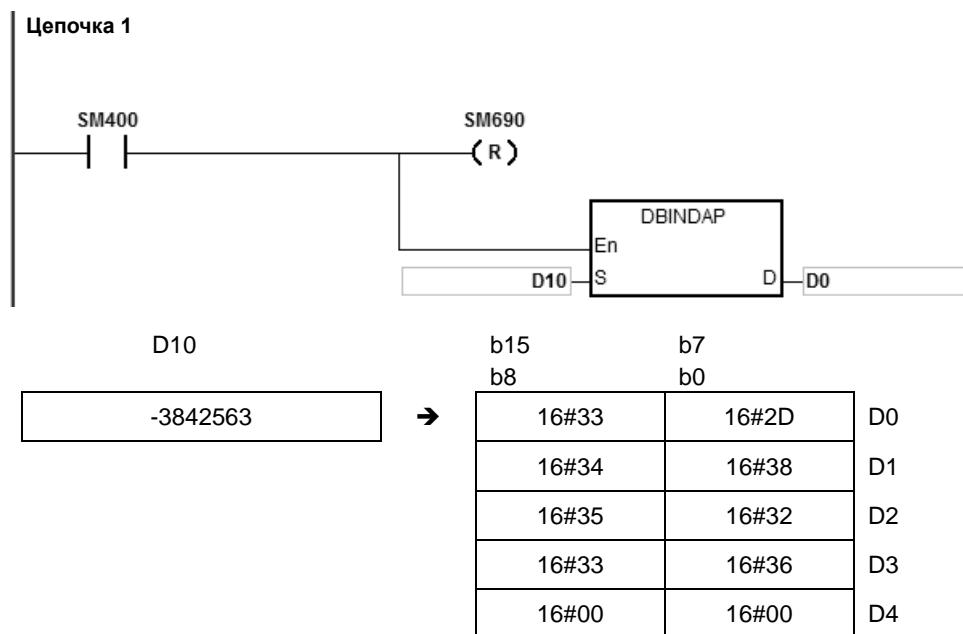 Цепочка 1
SM400
SM690
( R )
DBINDAP
En
D10 S D D0
D10 b15 b7
b8 b0
-3842563 ➔ 16#33 16#2D D0
16#34 16#38 D1
16#35 16#32 D2
16#33 16#36 D3
16#00 16#00 D4